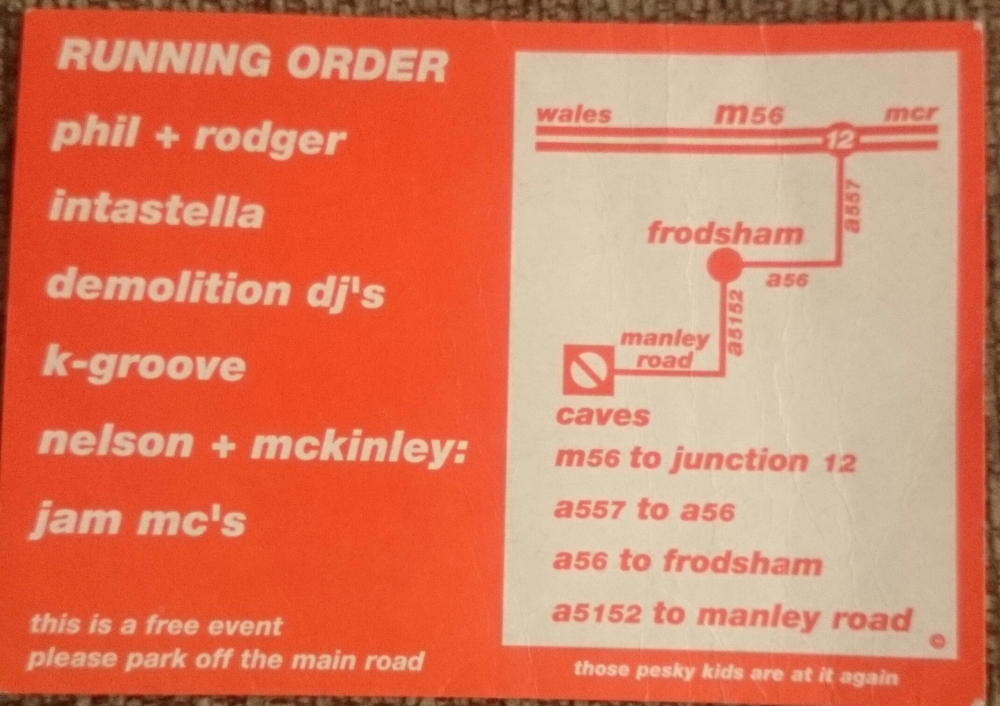 RUNNING ORDER
phil + rodger
intastella
demolition dj's
k-groove
nelson + mckinley:
jam mc's
this is a free event
please park off the main road
wales m56 mcr
12
a557
frodsham
a56
a5152
manley
road
caves
m56 to junction 12
a557 to a56
a56 to frodsham
a5152 to manley road
©
those pesky kids are at it again